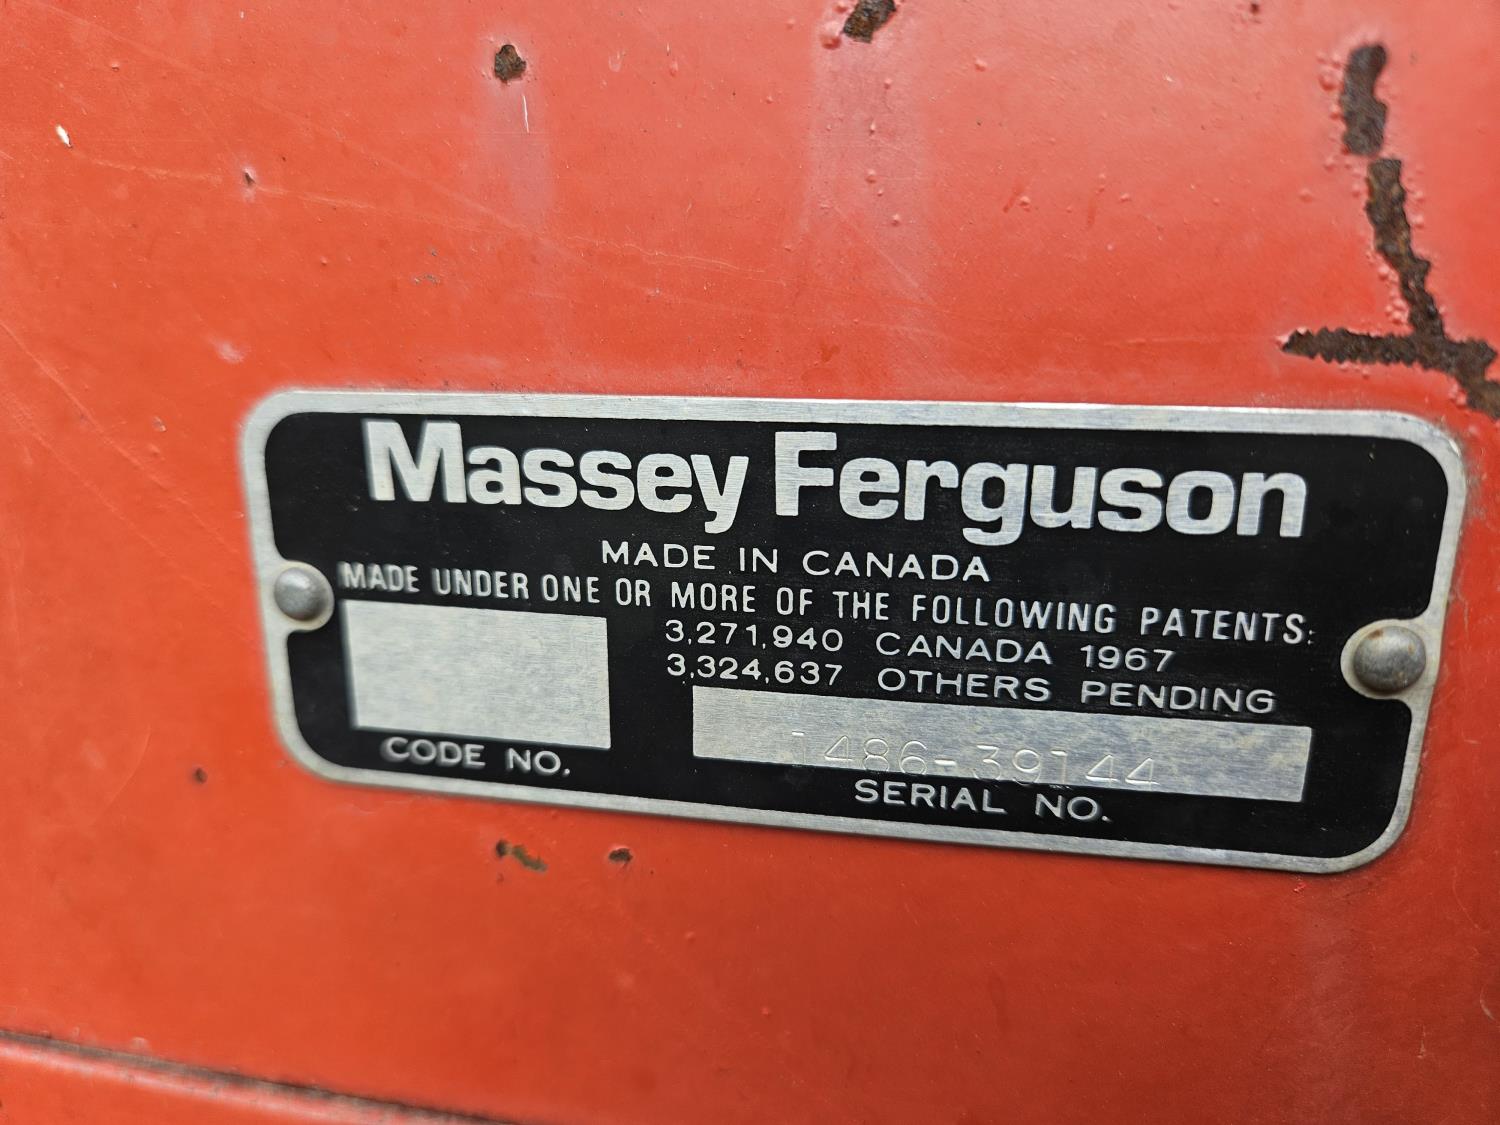 Massey Ferguson
MADE IN CANADA
MADE UNDER ONE OR MORE OF THE FOLLOWING PATENTS:
3,271,940 CANADA 1967
3,324,637 OTHERS PENDING
1486-39144
CODE NO.
SERIAL NO.